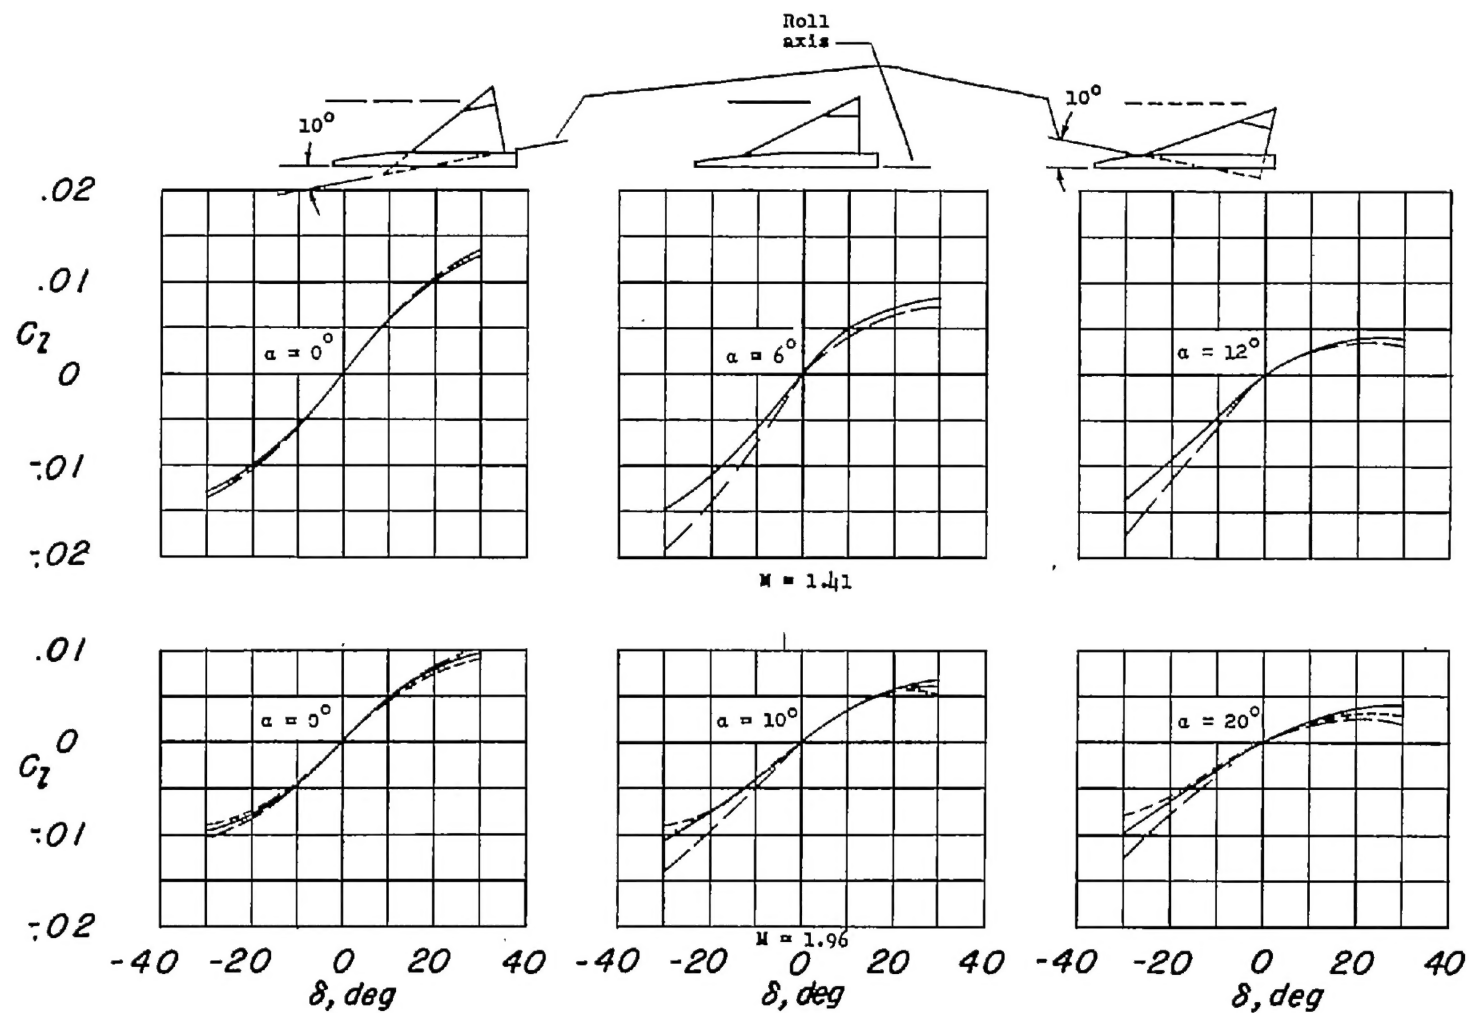 Roll
axis
10° 10°
.02
.01
0
-.01
-.02
Cl
α = 0° α = 6° α = 12°
M = 1.41
.01
0
-.01
-.02
Cl
α = 0° α = 10° α = 20°
M = 1.96
-40 -20 0 20 40 -40 -20 0 20 40 -40 -20 0 20 40
δ, deg δ, deg δ, deg